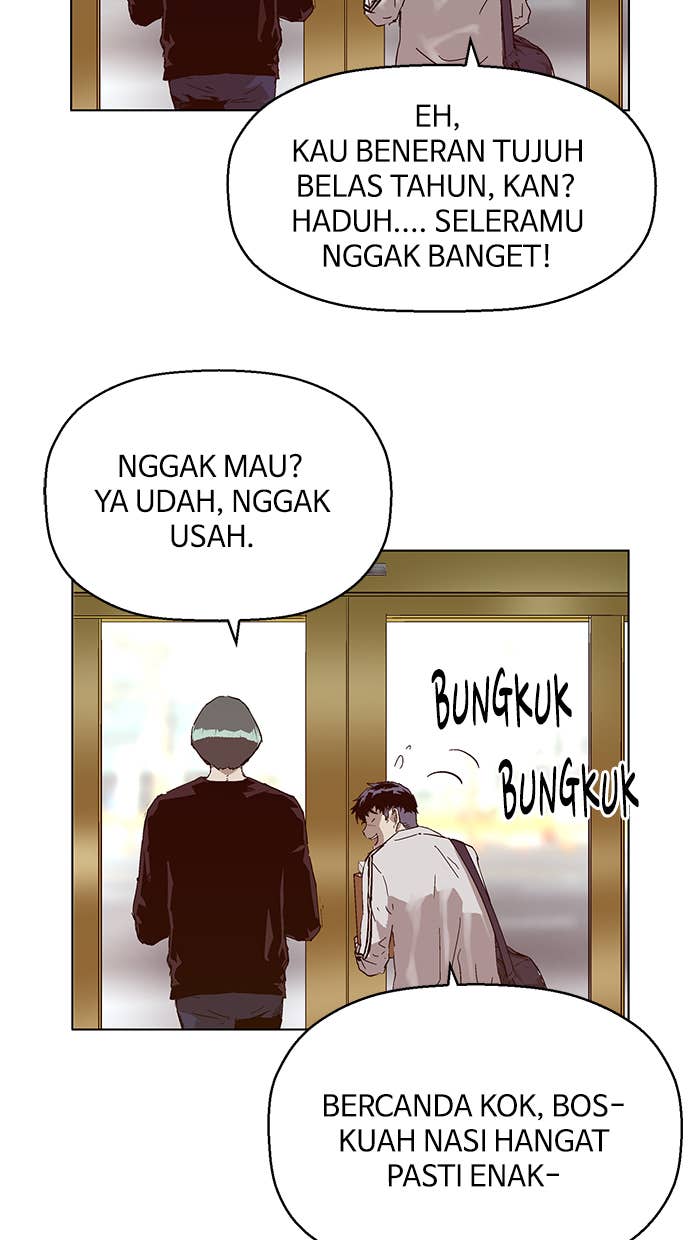 EH,
KAU BENERAN TUJUH
BELAS TAHUN, KAN?
HADUH.... SELERAMU
NGGAK BANGET!
NGGAK MAU?
YA UDAH, NGGAK
USAH.
BUNGKUK
BUNGKUK
BERCANDA KOK, BOS-
KUAH NASI HANGAT
PASTI ENAK-